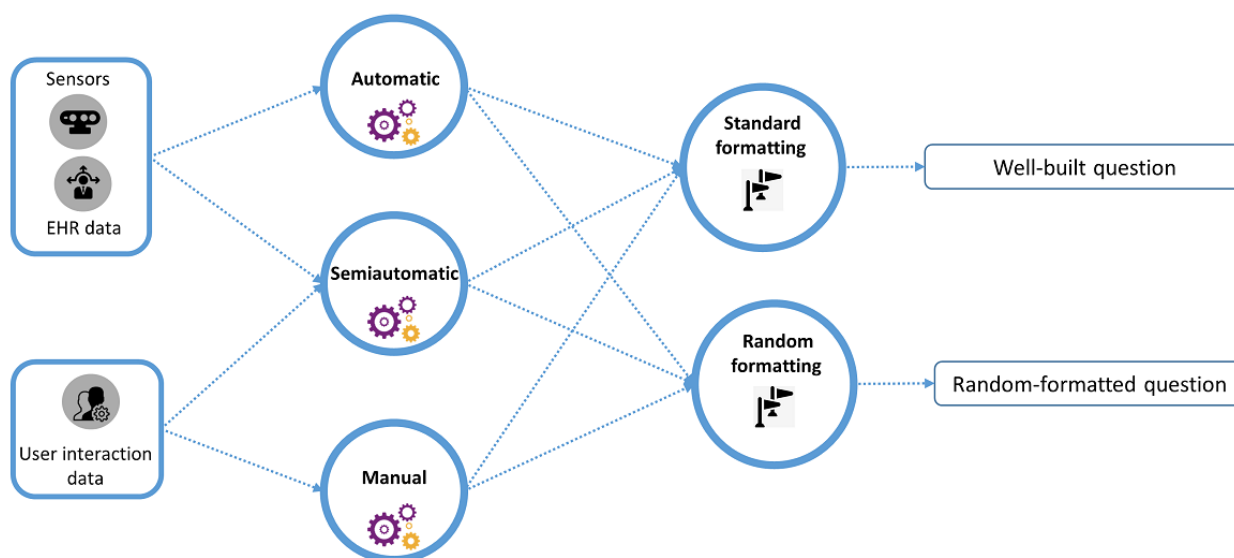 Sensors
EHR data
User interaction
data
Automatic
Semiautomatic
Manual
Standard
formatting
Random
formatting
Well-built question
Random-formatted question